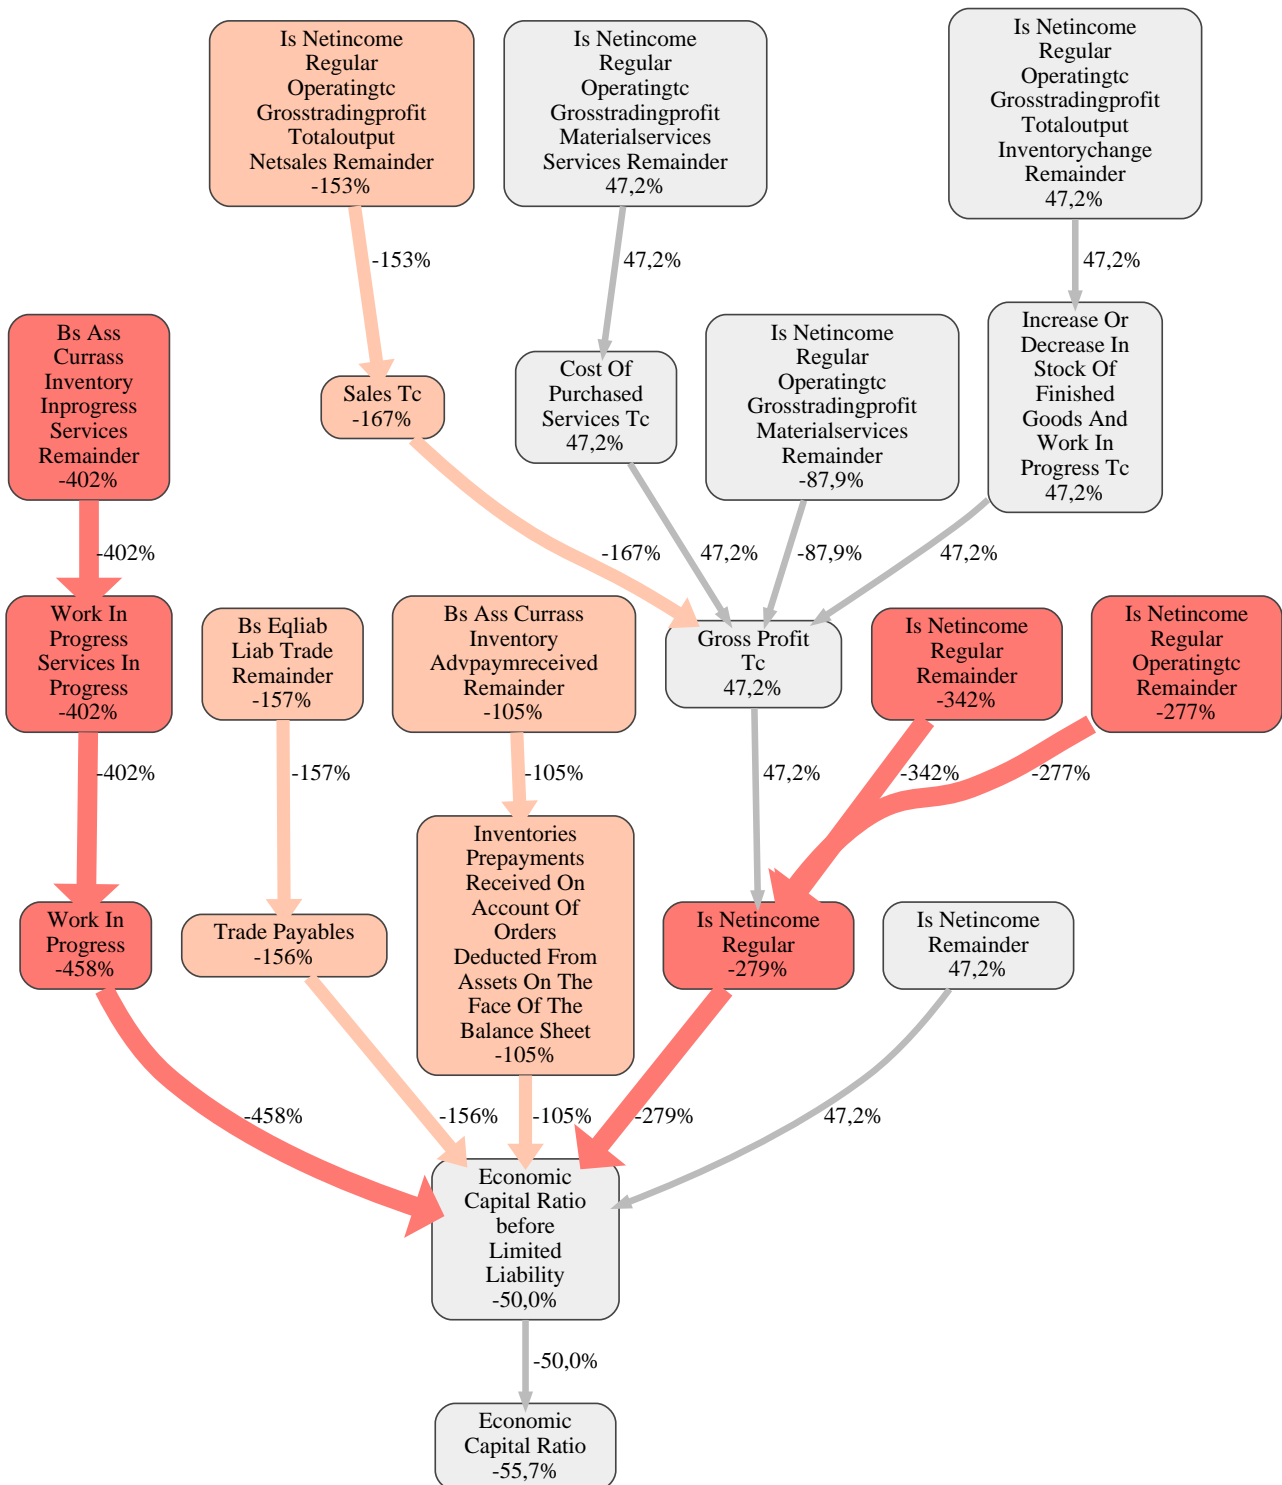 Is Netincome
Regular
Operatingtc
Grosstradingprofit
Totaloutput
Netsales Remainder
-153%
Is Netincome
Regular
Operatingtc
Grosstradingprofit
Materialservices
Services Remainder
47,2%
Is Netincome
Regular
Operatingtc
Grosstradingprofit
Totaloutput
Inventorychange
Remainder
47,2%
-153%
47,2%
47,2%
Bs Ass
Currass
Inventory
Inprogress
Services
Remainder
-402%
Sales Tc
-167%
Cost Of
Purchased
Services Tc
47,2%
Is Netincome
Regular
Operatingtc
Grosstradingprofit
Materialservices
Remainder
-87,9%
Increase Or
Decrease In
Stock Of
Finished
Goods And
Work In
Progress Tc
47,2%
-402%
-167%
47,2%
-87,9%
47,2%
Work In
Progress
Services In
Progress
-402%
Bs Eqliab
Liab Trade
Remainder
-157%
Bs Ass Currass
Inventory
Advpaymreceived
Remainder
-105%
Gross Profit
Tc
47,2%
Is Netincome
Regular
Remainder
-342%
Is Netincome
Regular
Operatingtc
Remainder
-277%
-402%
-157%
-105%
47,2%
-342%
-277%
Work In
Progress
-458%
Trade Payables
-156%
Inventories
Prepayments
Received On
Account Of
Orders
Deducted From
Assets On The
Face Of The
Balance Sheet
-105%
Is Netincome
Regular
-279%
Is Netincome
Remainder
47,2%
-458%
-156%
-105%
-279%
47,2%
Economic
Capital Ratio
before
Limited
Liability
-50,0%
-50,0%
Economic
Capital Ratio
-55,7%